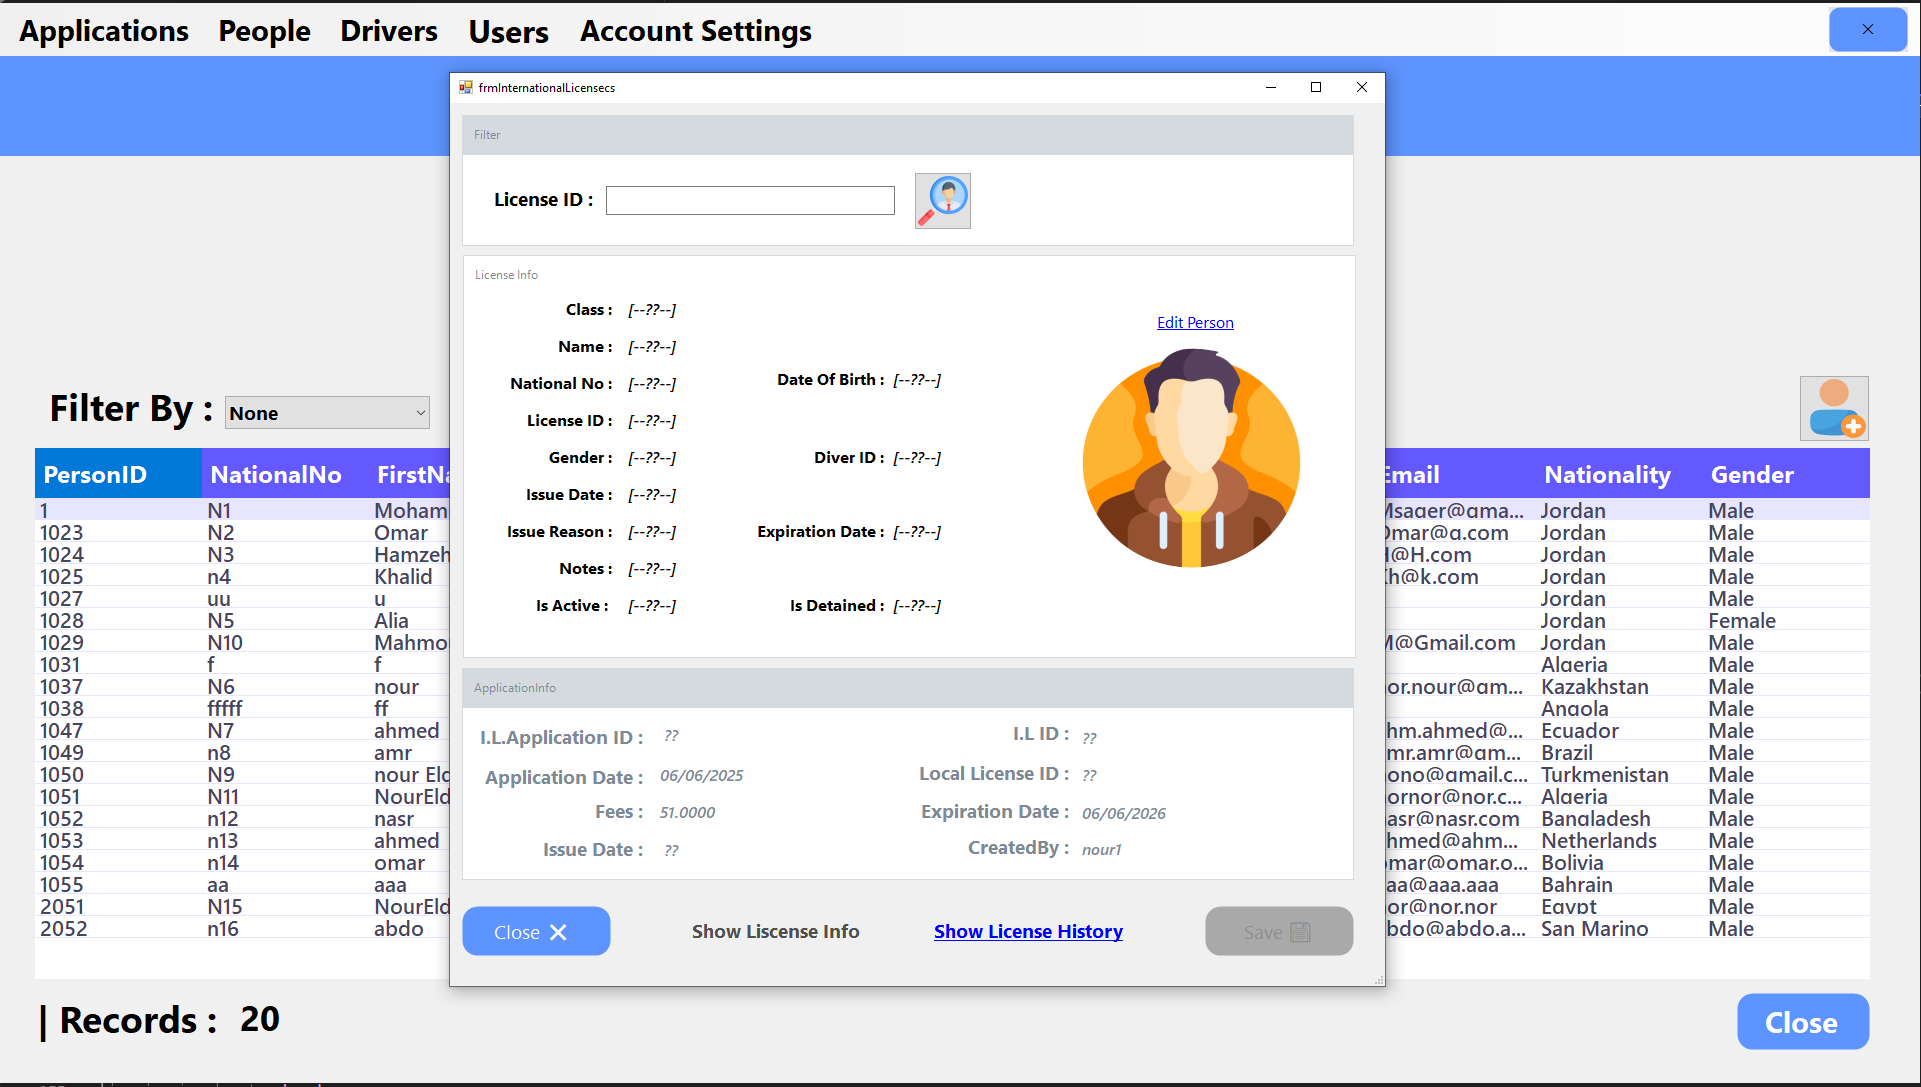 Applications People Drivers Users Account Settings
frmInternationalLicensecs
Filter
License ID :
License Info
Class : [--??--]
Edit Person
Name : [--??--]
National No : [--??--] Date Of Birth : [--??--]
License ID : [--??--]
Gender : [--??--] Diver ID : [--??--]
Issue Date : [--??--]
Issue Reason : [--??--] Expiration Date : [--??--]
Notes : [--??--]
Is Active : [--??--] Is Detained : [--??--]
ApplicationInfo
I.L.Application ID : ?? I.L ID : ??
Application Date : 06/06/2025 Local License ID : ??
Fees : 51.0000 Expiration Date : 06/06/2026
Issue Date : ?? CreatedBy : nour1
Close Show Liscense Info Show License History Save
Filter By : None
PersonID NationalNo FirstNa Email Nationality Gender
1 N1 Moham Msaqer@gma... Jordan Male
1023 N2 Omar Omar@a.com Jordan Male
1024 N3 Hamzeh H@H.com Jordan Male
1025 n4 Khalid Kh@k.com Jordan Male
1027 uu u Jordan Male
1028 N5 Alia Jordan Female
1029 N10 Mahmo M@Gmail.com Jordan Male
1031 f f Algeria Male
1037 N6 nour or.nour@gm... Kazakhstan Male
1038 fffff ff Angola Male
1047 N7 ahmed hm.ahmed@... Ecuador Male
1049 n8 amr mr.amr@gm... Brazil Male
1050 N9 nour Eld ono@gmail.c... Turkmenistan Male
1051 N11 NourEld ornor@nor.c... Algeria Male
1052 n12 nasr asr@nasr.com Bangladesh Male
1053 n13 ahmed hmed@ahm... Netherlands Male
1054 n14 omar omar@omar.o... Bolivia Male
1055 aa aaa aa@aaa.aaa Bahrain Male
2051 N15 NourEld or@nor.nor Egypt Male
2052 n16 abdo bdo@abdo.a... San Marino Male
| Records : 20
Close